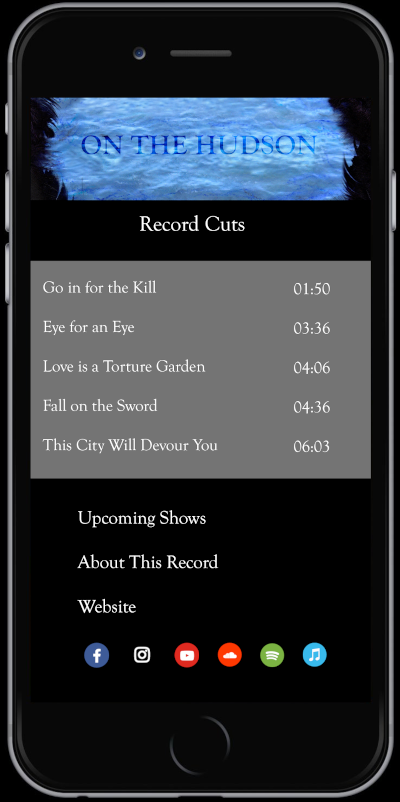 ON THE HUDSON
Record Cuts
Go in for the Kill 01:50
Eye for an Eye 03:36
Love is a Torture Garden 04:06
Fall on the Sword 04:36
This City Will Devour You 06:03
Upcoming Shows
About This Record
Website